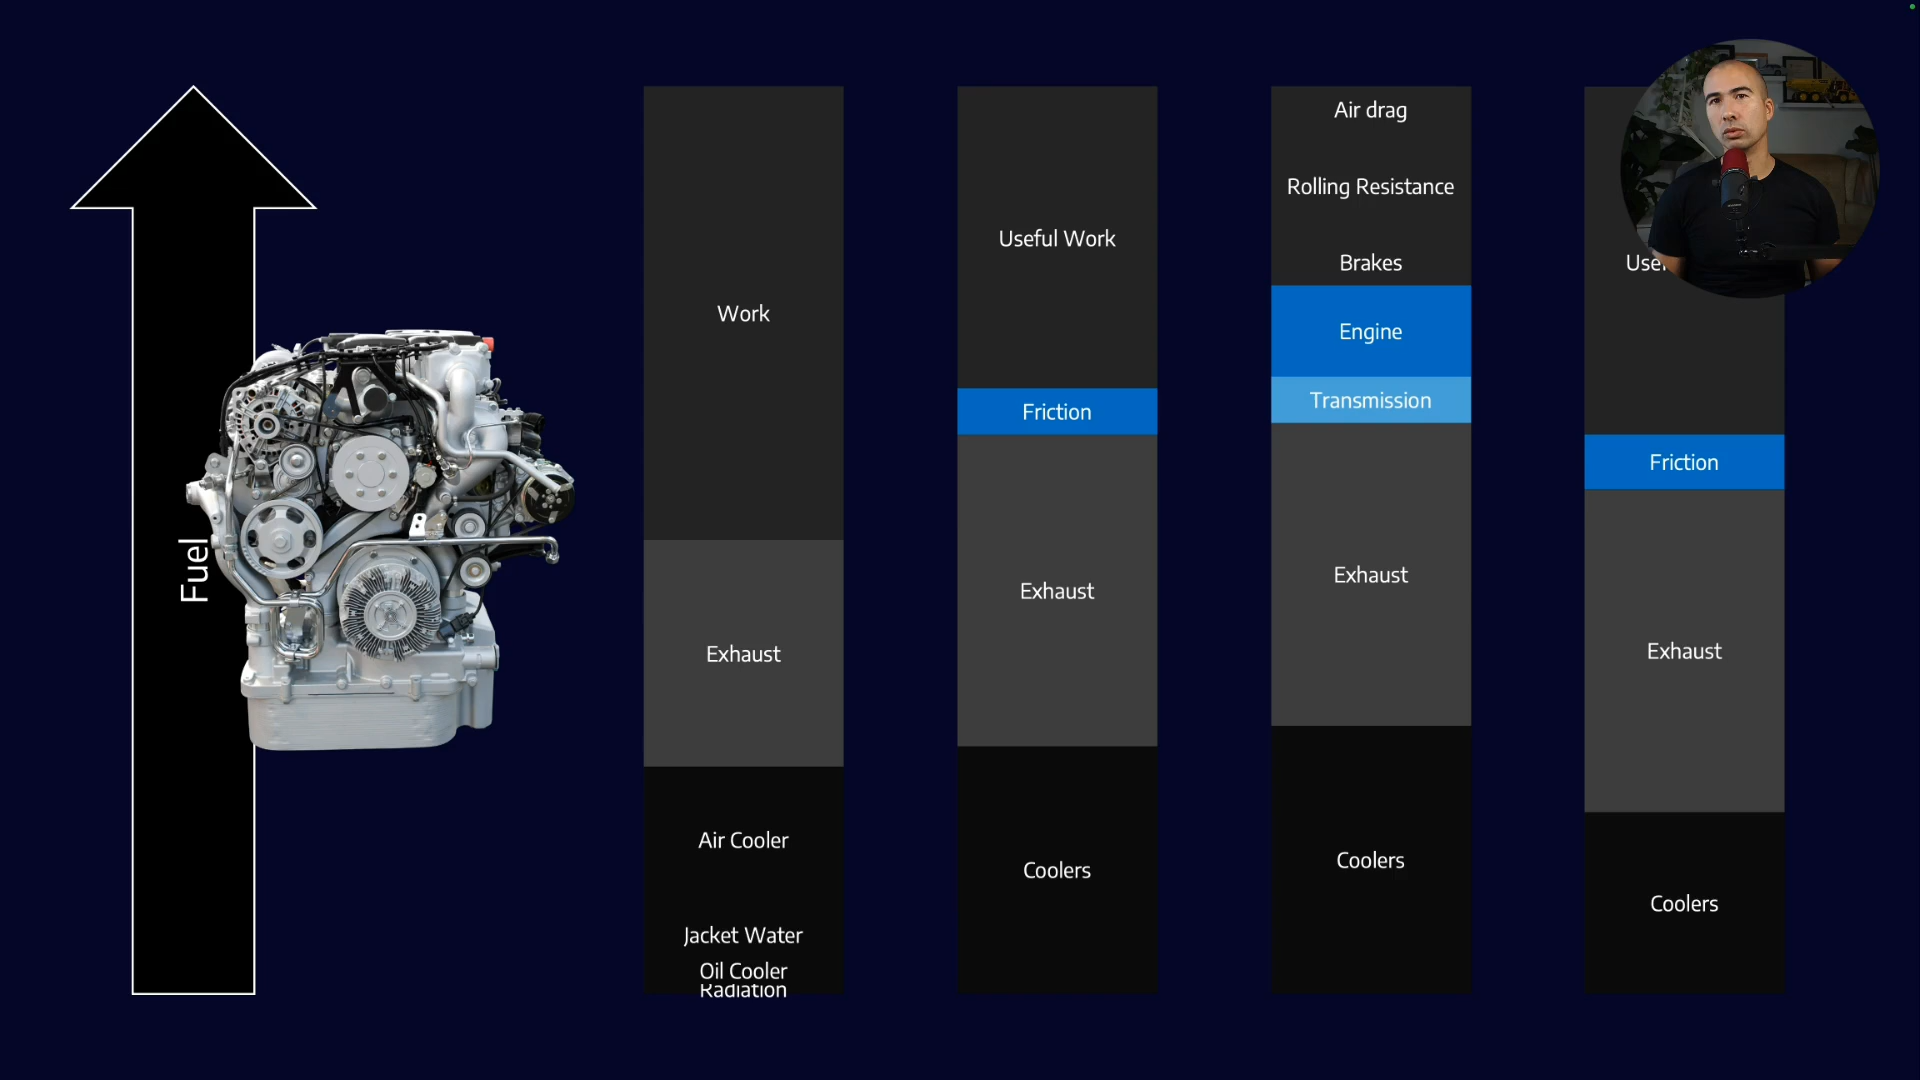 Fuel
Work
Exhaust
Air Cooler
Jacket Water
Oil Cooler
Radiation
Useful Work
Friction
Exhaust
Coolers
Air drag
Rolling Resistance
Brakes
Engine
Transmission
Exhaust
Coolers
Friction
Exhaust
Coolers